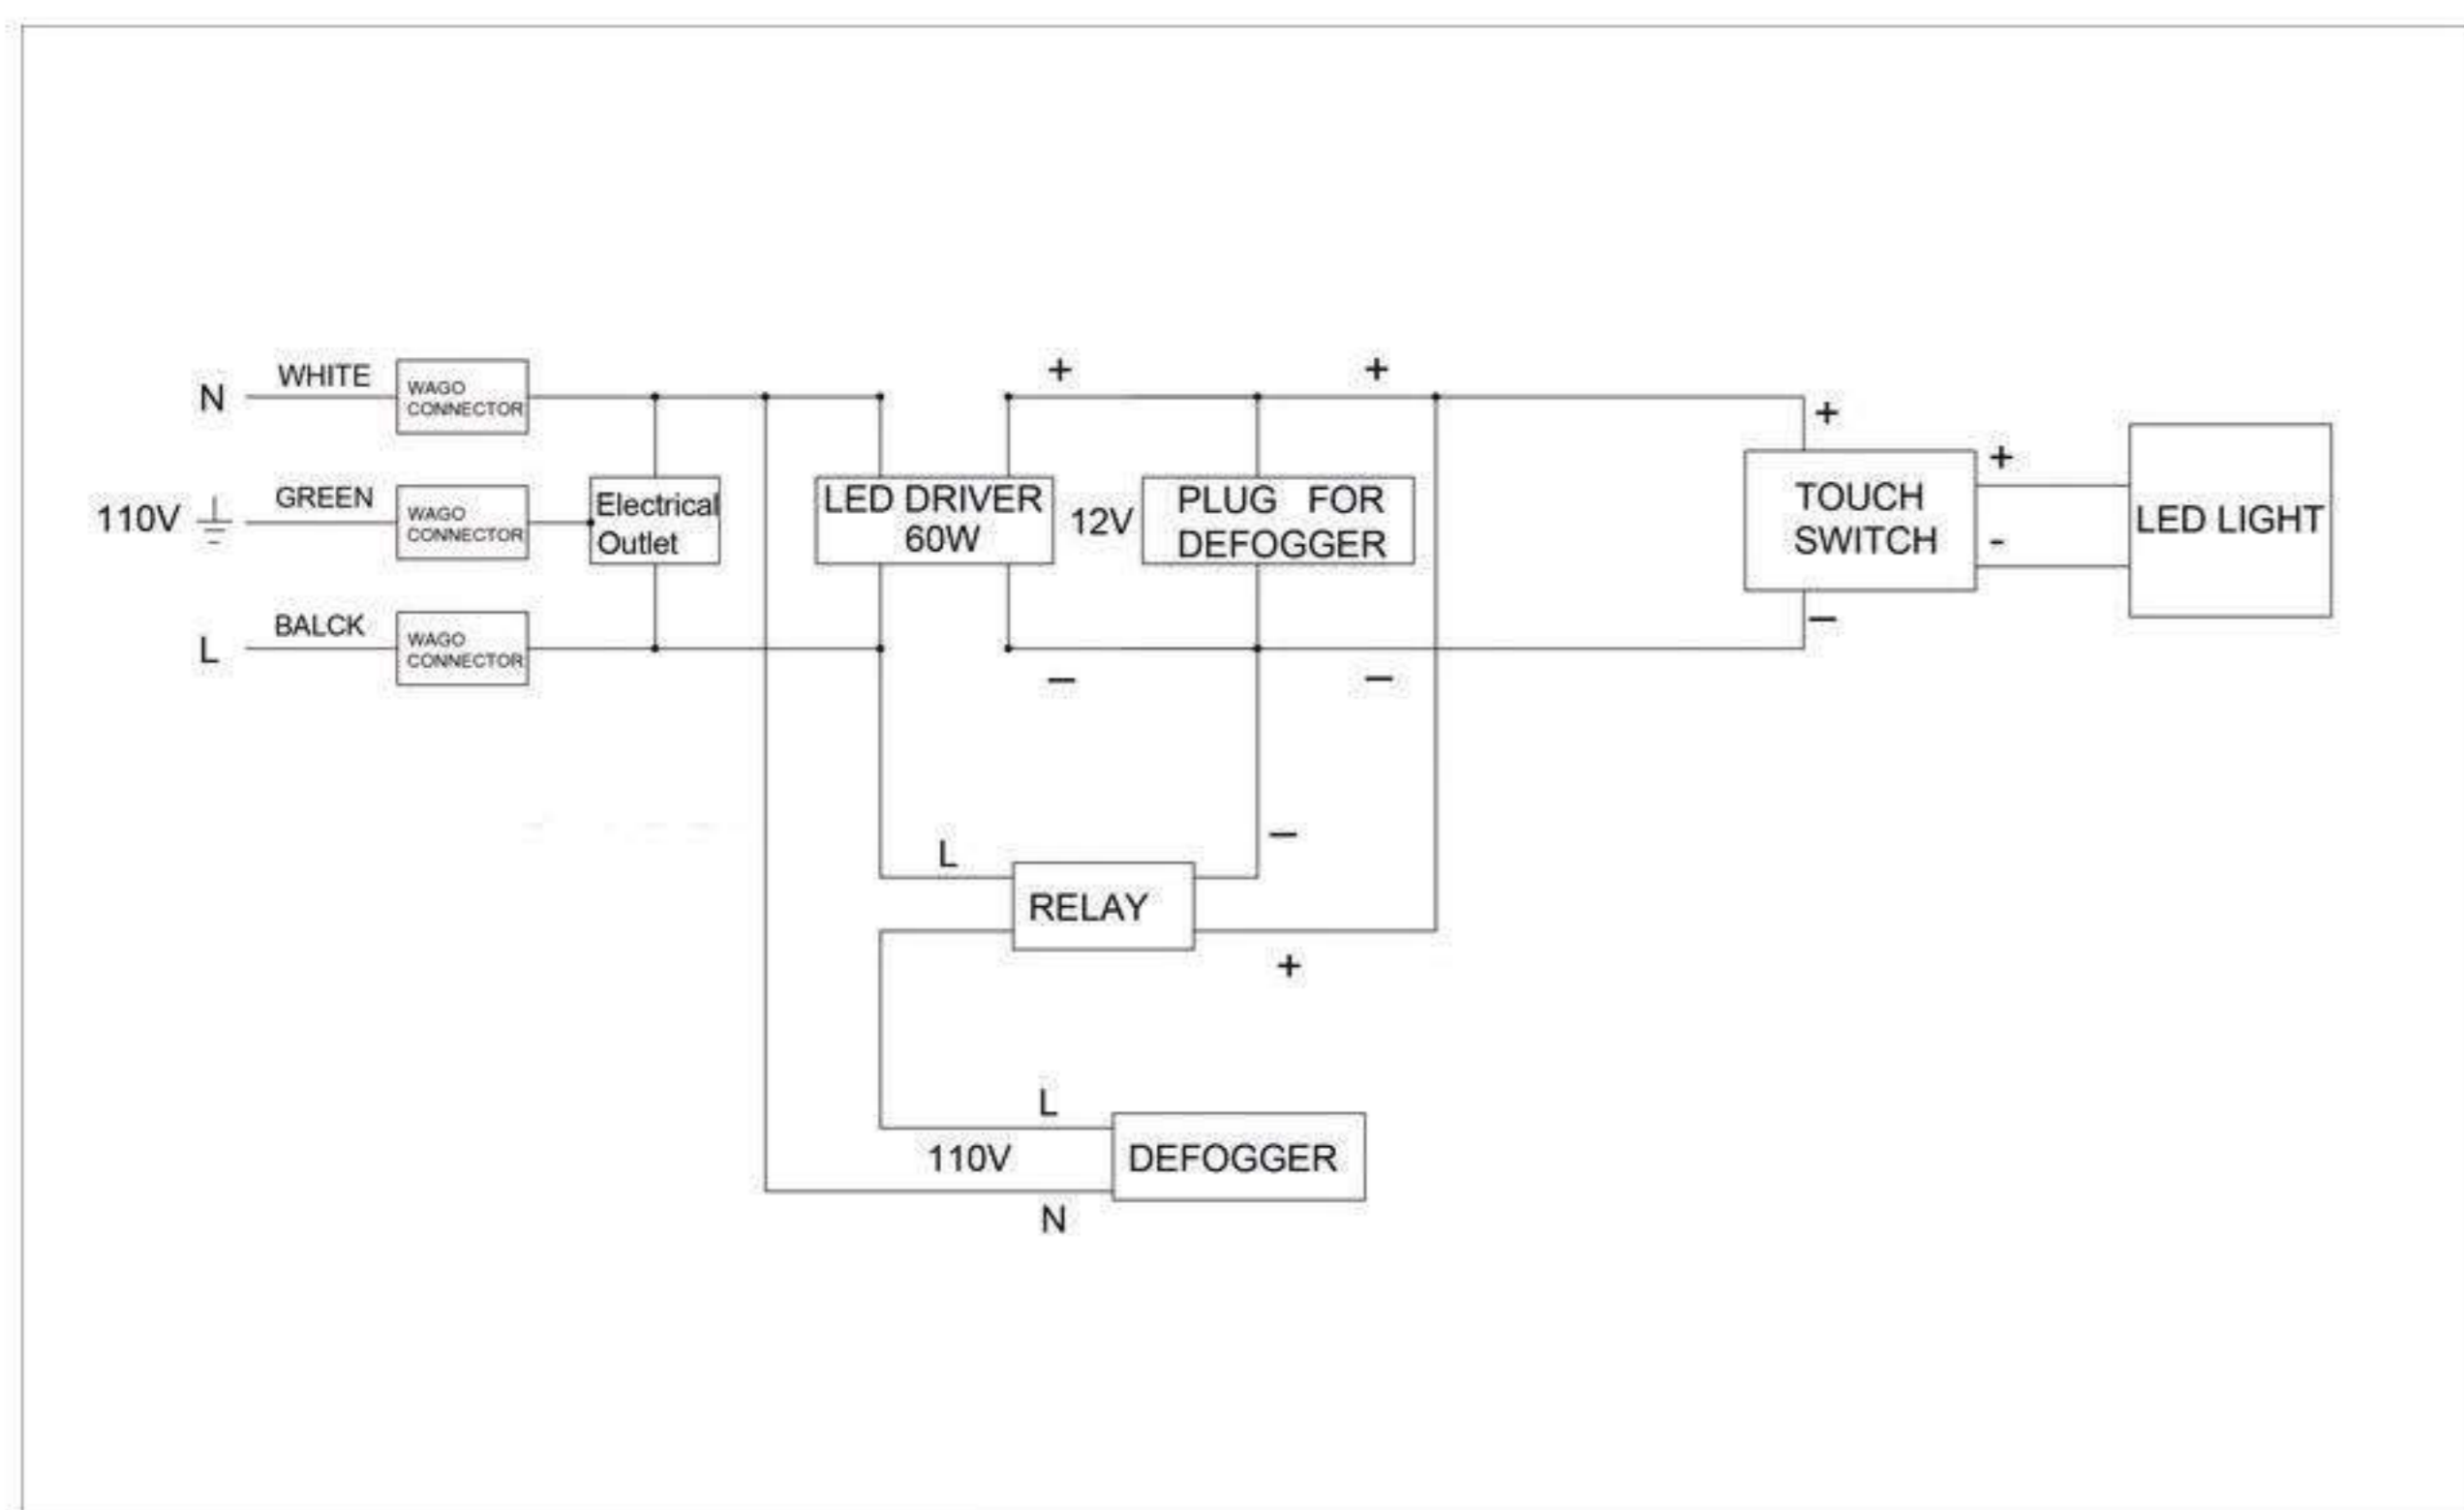 WHITE
N
WAGO
CONNECTOR
+
+
+
GREEN
110V
WAGO
CONNECTOR
Electrical
Outlet
LED DRIVER
60W
12V
PLUG FOR
DEFOGGER
TOUCH
SWITCH
+
-
LED LIGHT
BALCK
L
WAGO
CONNECTOR
–
–
–
L
–
RELAY
+
L
110V
DEFOGGER
N